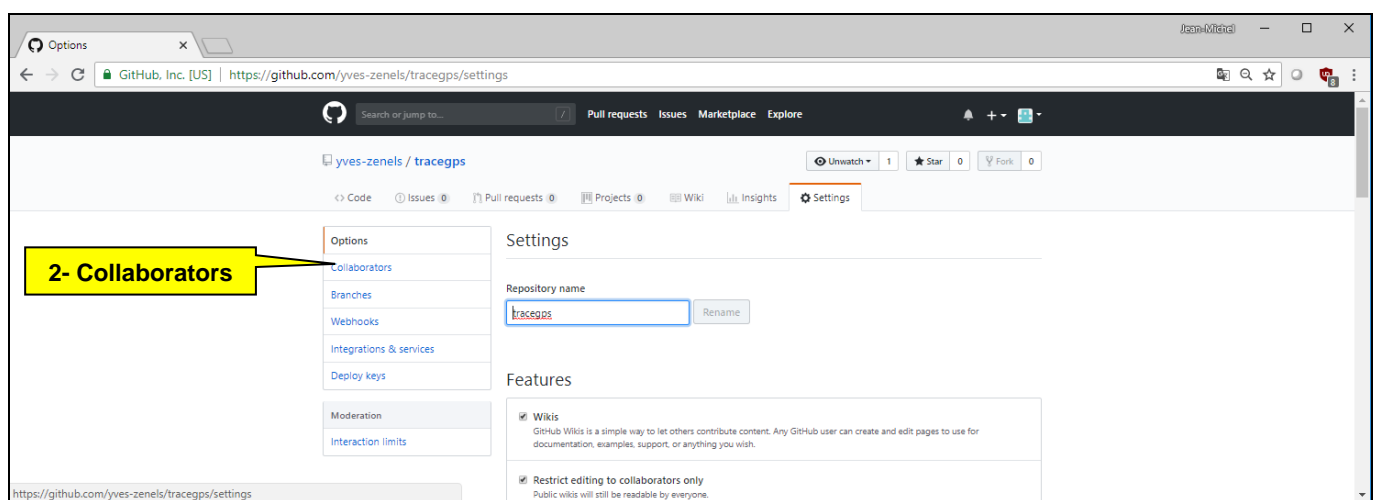 Jean-Michel
Options
GitHub, Inc. [US] | https://github.com/yves-zenels/tracegps/settings
8
Search or jump to...
/
Pull requests Issues Marketplace Explore
yves-zenels / tracegps
Unwatch 1 Star 0 Fork 0
Code Issues 0 Pull requests 0 Projects 0 Wiki Insights Settings
Options
Settings
2- Collaborators
Collaborators
Branches
Repository name
Webhooks
tracegps
Rename
Integrations & services
Deploy keys
Features
Moderation
Wikis
GitHub Wikis is a simple way to let others contribute content. Any GitHub user can create and edit pages to use for
documentation, examples, support, or anything you wish.
Interaction limits
Restrict editing to collaborators only
Public wikis will still be readable by everyone.
https://github.com/yves-zenels/tracegps/settings